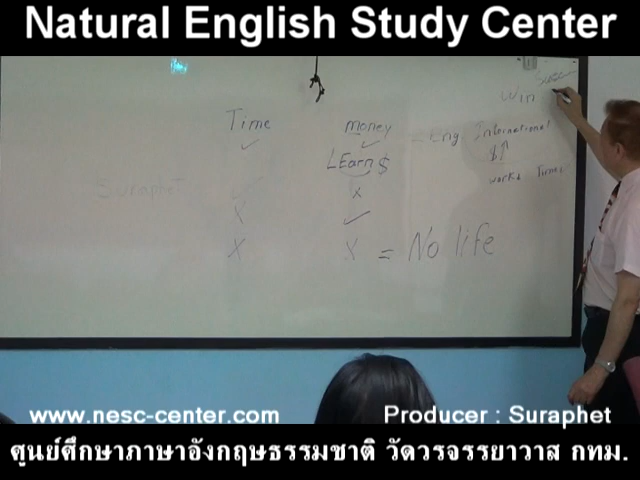 Natural English Study Center
Win
Time money = Eng International
LEarn $ $↑
works Times
Suraphet x
X
X X = No life
www.nesc-center.com Producer : Suraphet
ศูนย์ศึกษาภาษาอังกฤษธรรมชาติ วัดวรจรรยาวาส กทม.